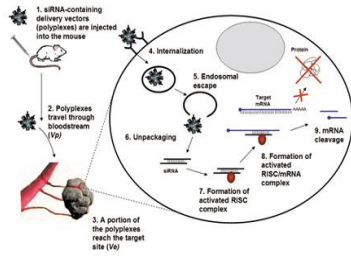 1. siRNA-containing
delivery vectors
(polyplexes) are injected
into the mouse
2. Polyplexes
travel through
bloodstream
(Vp)
3. A portion of
the polyplexes
reach the target
site (Ve)
4. Internalization
5. Endosomal
escape
6. Unpackaging
siRNA
7. Formation of
activated RISC
complex
8. Formation of
activated
RISC/mRNA
complex
9. mRNA
cleavage
Target
mRNA
AAAAA
Protein